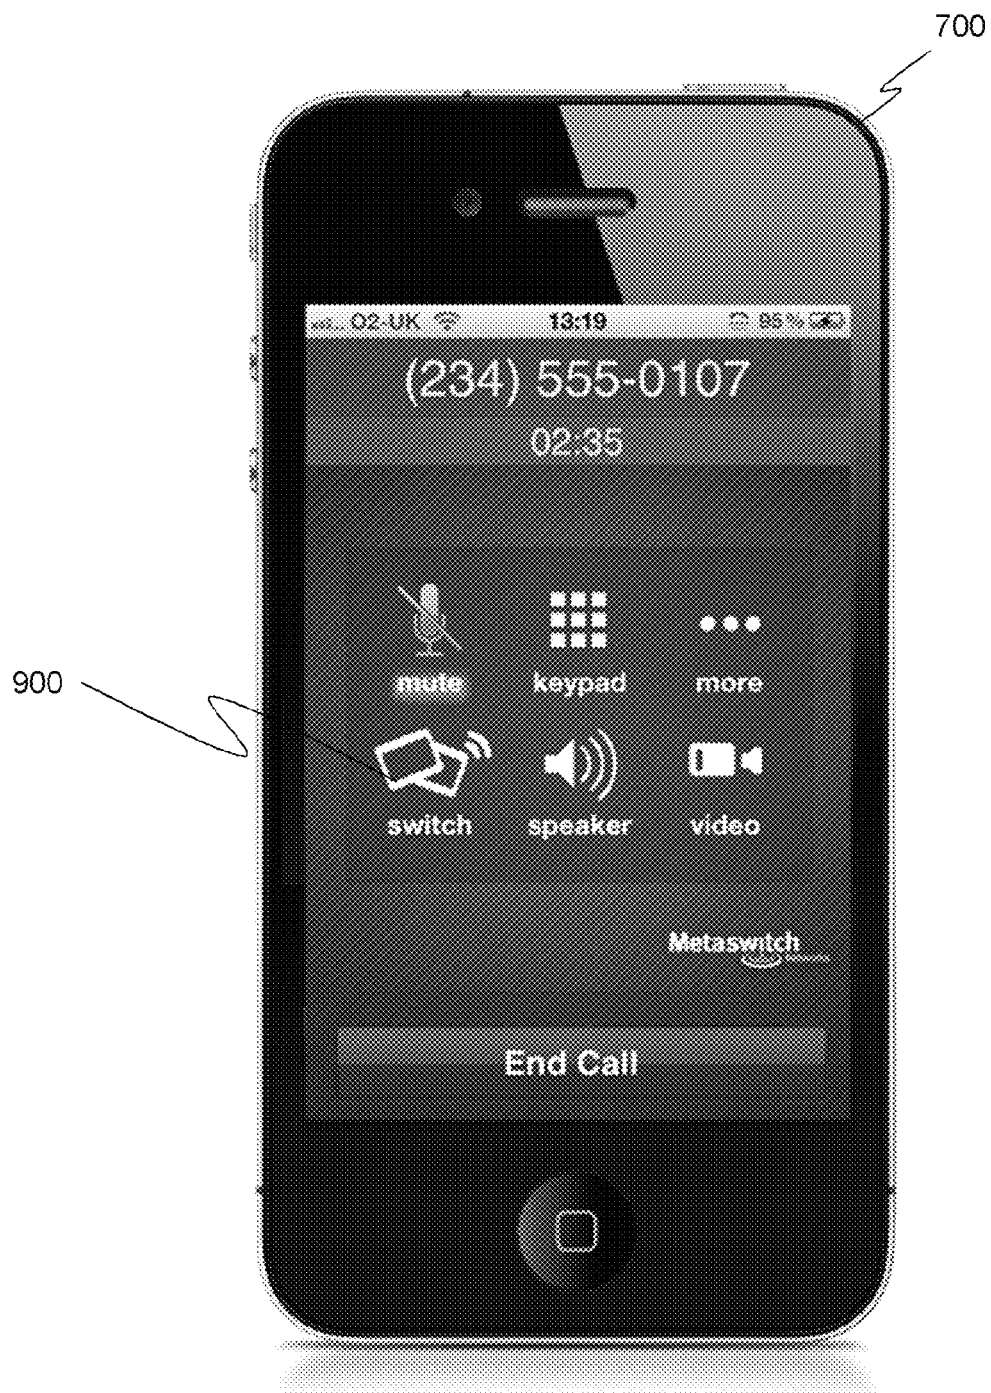 700
O2-UK 13:19 95%
(234) 555-0107
02:35
mute keypad more
900
switch speaker video
Metaswitch
End Call